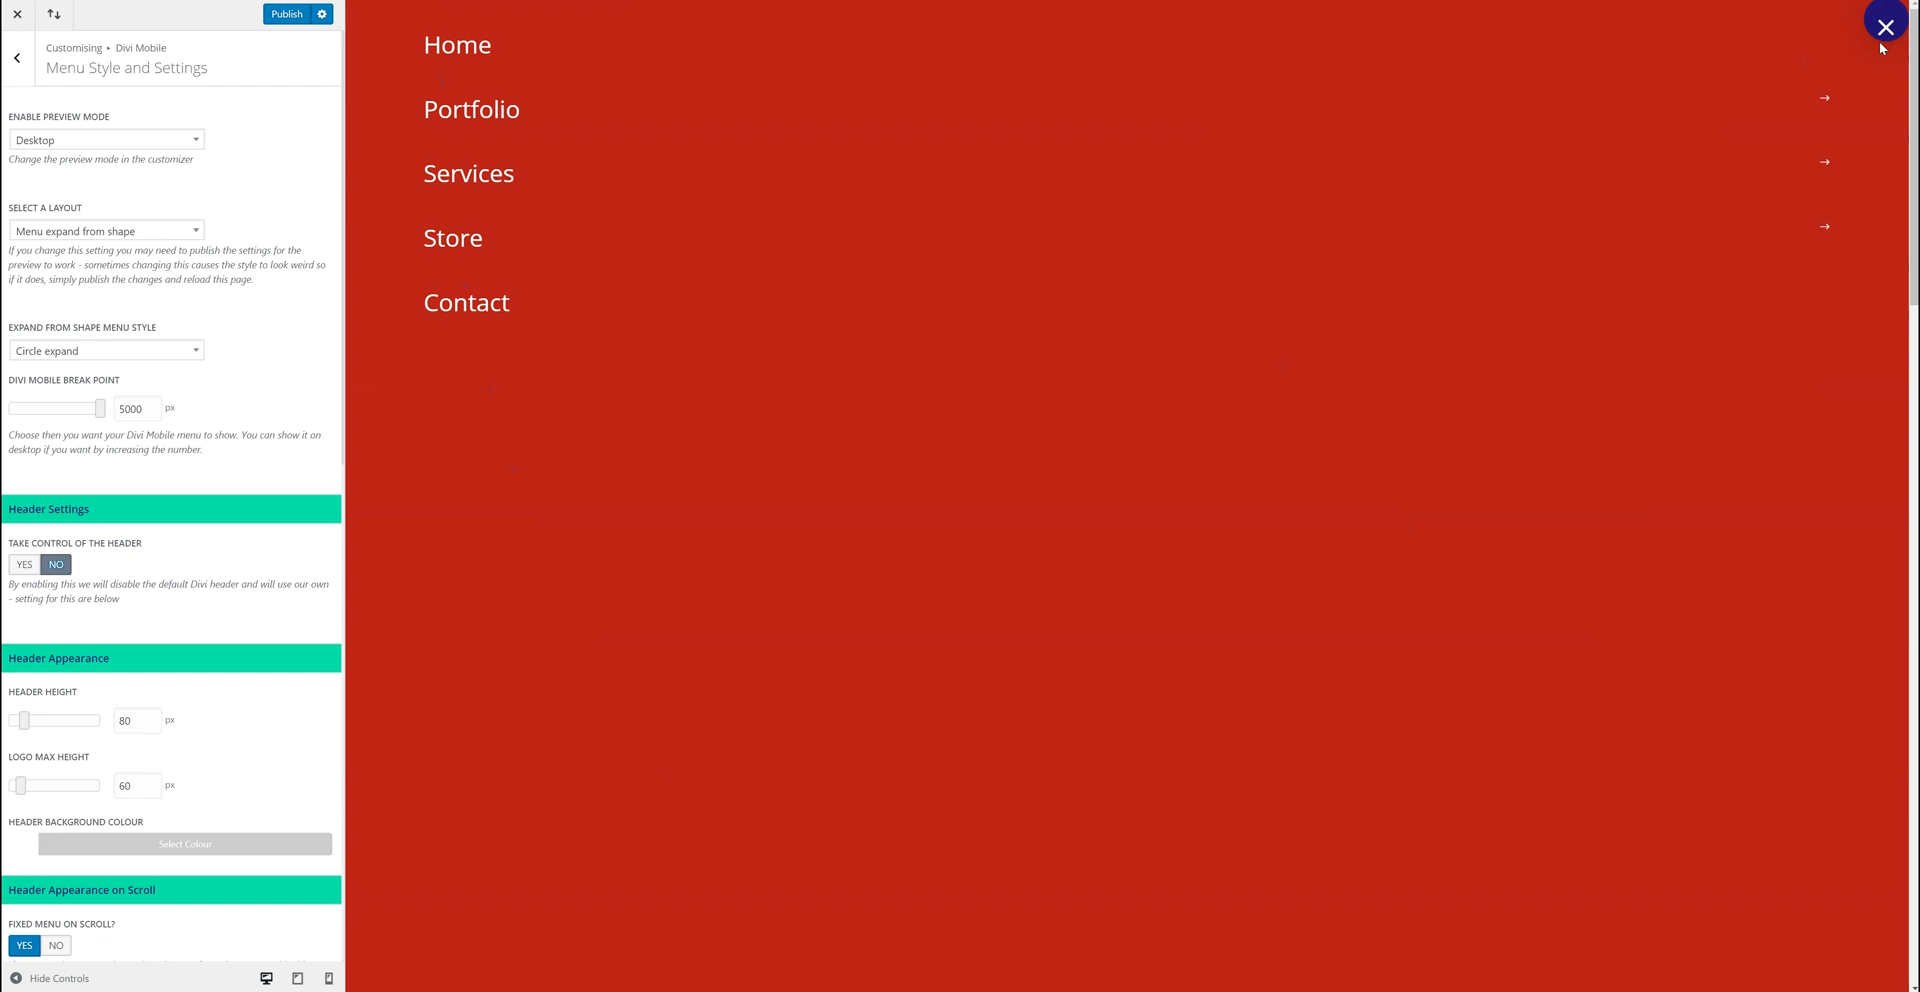 Publish
Customising ▸ Divi Mobile
Menu Style and Settings
ENABLE PREVIEW MODE
Desktop
Change the preview mode in the customizer
SELECT A LAYOUT
Menu expand from shape
If you change this setting you may need to publish the settings for the
preview to work - sometimes changing this causes the style to look weird so
if it does, simply publish the changes and reload this page.
EXPAND FROM SHAPE MENU STYLE
Circle expand
DIVI MOBILE BREAK POINT
5000 px
Choose then you want your Divi Mobile menu to show. You can show it on
desktop if you want by increasing the number.
Header Settings
TAKE CONTROL OF THE HEADER
YES NO
By enabling this we will disable the default Divi header and will use our own
- setting for this are below
Header Appearance
HEADER HEIGHT
80 px
LOGO MAX HEIGHT
60 px
HEADER BACKGROUND COLOUR
Select Colour
Header Appearance on Scroll
FIXED MENU ON SCROLL?
YES NO
Hide Controls
Home
Portfolio
Services
Store
Contact